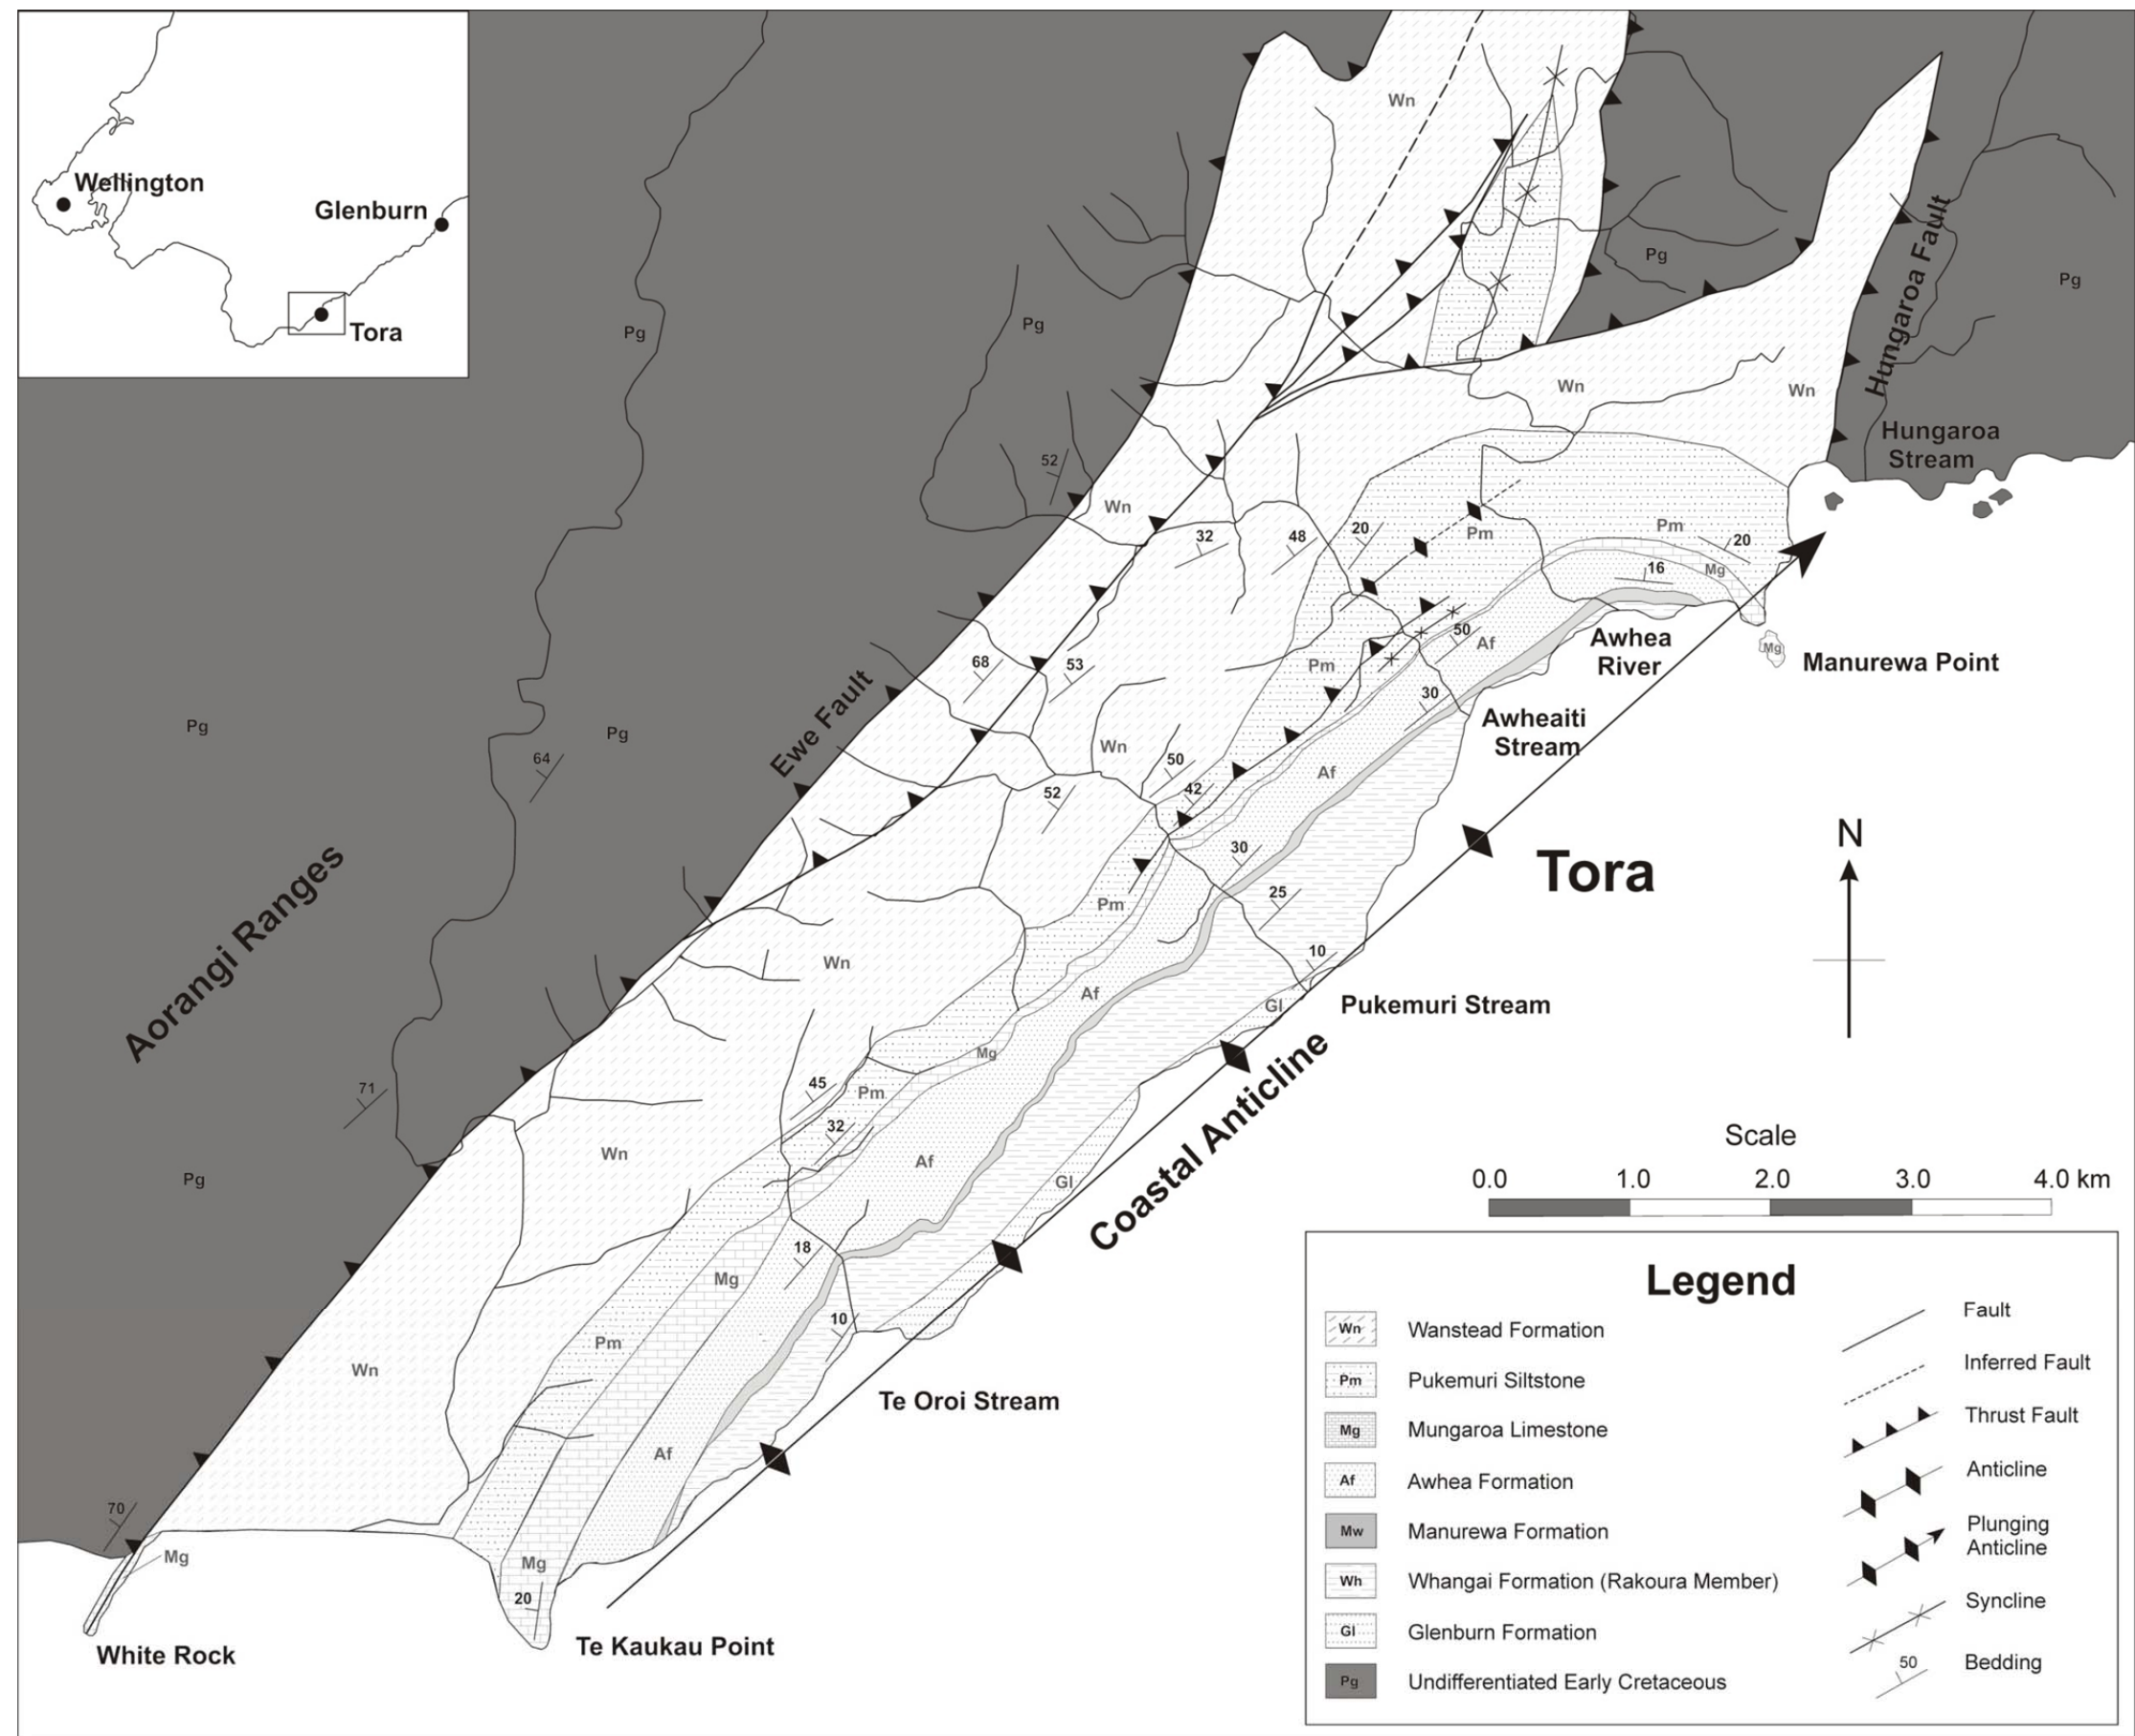 Wellington
Glenburn
Tora
Wn
Pg
Pg
Pg
Pg
Hungaroa Fault
Wn
Wn
Hungaroa
Stream
52
Wn
32
48
20
Pm
Pm
20
16
Mg
Mg
Awhea
River
Manurewa Point
50
Af
Pm
68
53
30
Awheaiti
Stream
Ewe Fault
Pg
Pg
64
Wn
50
Af
42
52
30
Tora
N
Aorangi Ranges
Pm
25
10
Wn
Af
Gl
Pukemuri Stream
Mg
Coastal Anticline
71
45
Pm
32
Wn
Af
Gl
Pg
18
Mg
10
Pm
Wn
Te Oroi Stream
Af
70
Mg
Mg
20
White Rock
Te Kaukau Point
Scale
0.0 1.0 2.0 3.0 4.0 km
Legend
Wn Wanstead Formation
Pm Pukemuri Siltstone
Mg Mungaroa Limestone
Af Awhea Formation
Mw Manurewa Formation
Wh Whangai Formation (Rakoura Member)
Gl Glenburn Formation
Pg Undifferentiated Early Cretaceous
Fault
Inferred Fault
Thrust Fault
Anticline
Plunging
Anticline
Syncline
50 Bedding